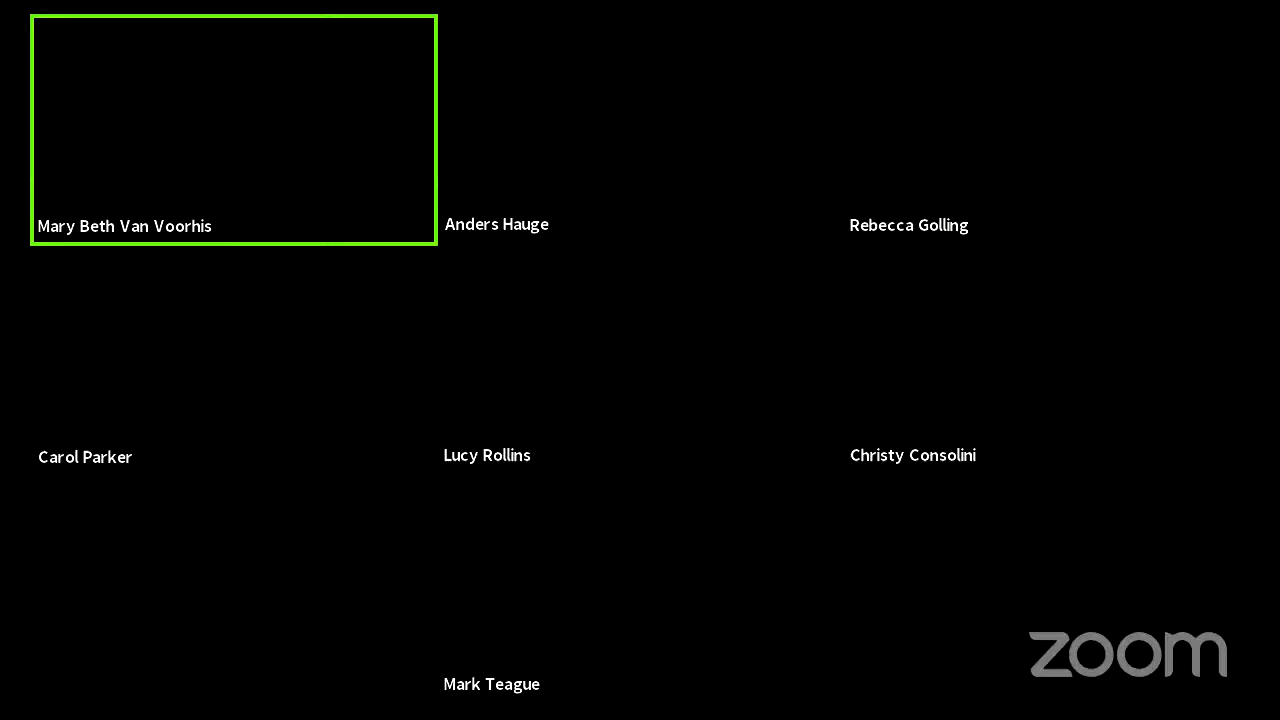 Mary Beth Van Voorhis
Anders Hauge
Rebecca Golling
Carol Parker
Lucy Rollins
Christy Consolini
Mark Teague
zoom